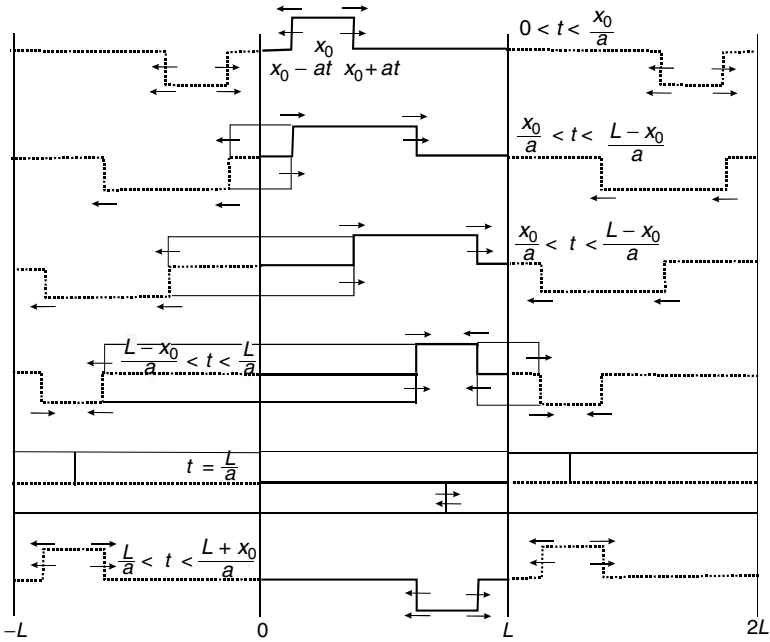 0 < t < x₀/a
x₀
x₀ − at x₀ + at
x₀/a < t < L − x₀/a
x₀/a < t < L − x₀/a
L − x₀/a < t < L/a
t = L/a
L/a < t < L + x₀/a
−L 0 L 2L